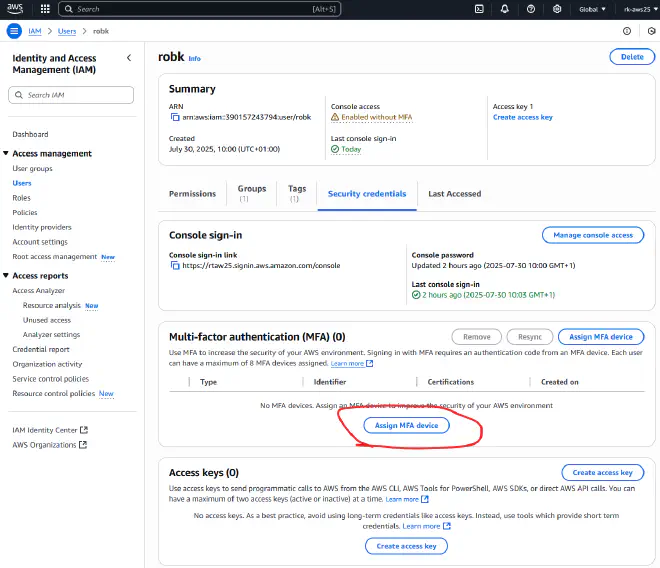 aws
Search
[Alt+S]
Global
rk-aws25
IAM > Users > robk
Identity and Access
Management (IAM)
Search IAM
Dashboard
Access management
User groups
Users
Roles
Policies
Identity providers
Account settings
Root access management New
Access reports
Access Analyzer
Resource analysis New
Unused access
Analyzer settings
Credential report
Organization activity
Service control policies
Resource control policies New
IAM Identity Center
AWS Organizations
robk Info
Delete
Summary
ARN
arn:aws:iam::390157243794:user/robk
Console access
Enabled without MFA
Access key 1
Create access key
Created
July 30, 2025, 10:00 (UTC+01:00)
Last console sign-in
Today
Permissions
Groups
(1)
Tags
(1)
Security credentials
Last Accessed
Console sign-in
Manage console access
Console sign-in link
https://rtaw25.signin.aws.amazon.com/console
Console password
Updated 2 hours ago (2025-07-30 10:00 GMT+1)
Last console sign-in
2 hours ago (2025-07-30 10:03 GMT+1)
Multi-factor authentication (MFA) (0)
Remove
Resync
Assign MFA device
Use MFA to increase the security of your AWS environment. Signing in with MFA requires an authentication code from an MFA device. Each user
can have a maximum of 8 MFA devices assigned. Learn more
Type
Identifier
Certifications
Created on
No MFA devices. Assign an MFA device to improve the security of your AWS environment
Assign MFA device
Access keys (0)
Create access key
Use access keys to send programmatic calls to AWS from the AWS CLI, AWS Tools for PowerShell, AWS SDKs, or direct AWS API calls. You can
have a maximum of two access keys (active or inactive) at a time. Learn more
No access keys. As a best practice, avoid using long-term credentials like access keys. Instead, use tools which provide short term
credentials. Learn more
Create access key